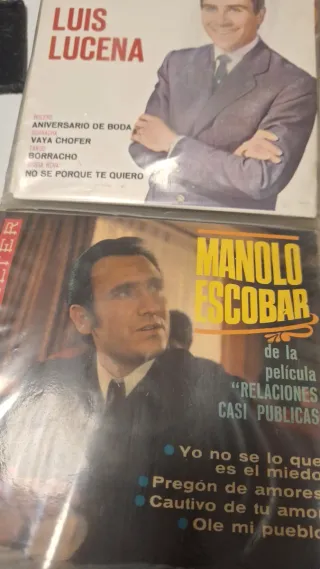 LUIS
LUCENA
ANIVERSARIO DE BODA
VAYA CHOFER
BORRACHO
NO SE PORQUE TE QUIERO
MANOLO
ESCOBAR
de la
película
"RELACIONES
CASI PUBLICAS
Yo no se lo que
es el miedo
Pregón de amores
Cautivo de tu amor
Ole mi pueblo